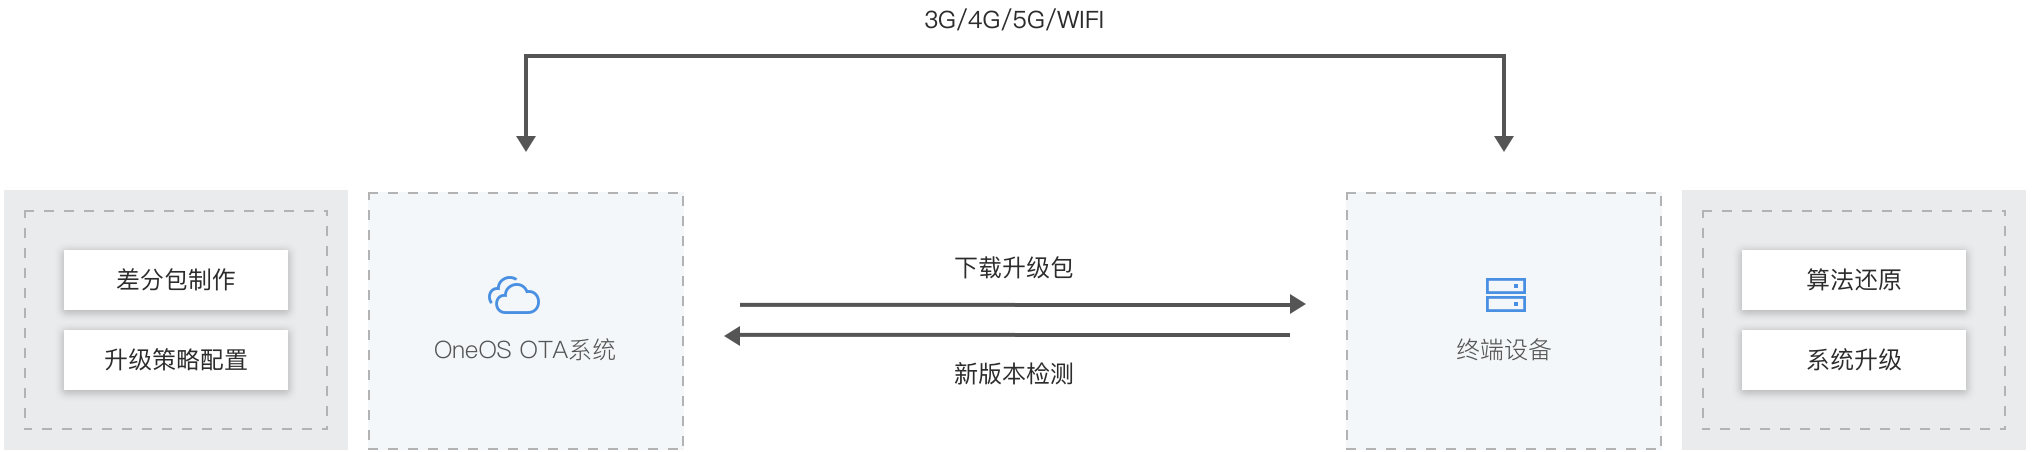 3G/4G/5G/WIFI
差分包制作
升级策略配置
OneOS OTA系统
下载升级包
新版本检测
终端设备
算法还原
系统升级